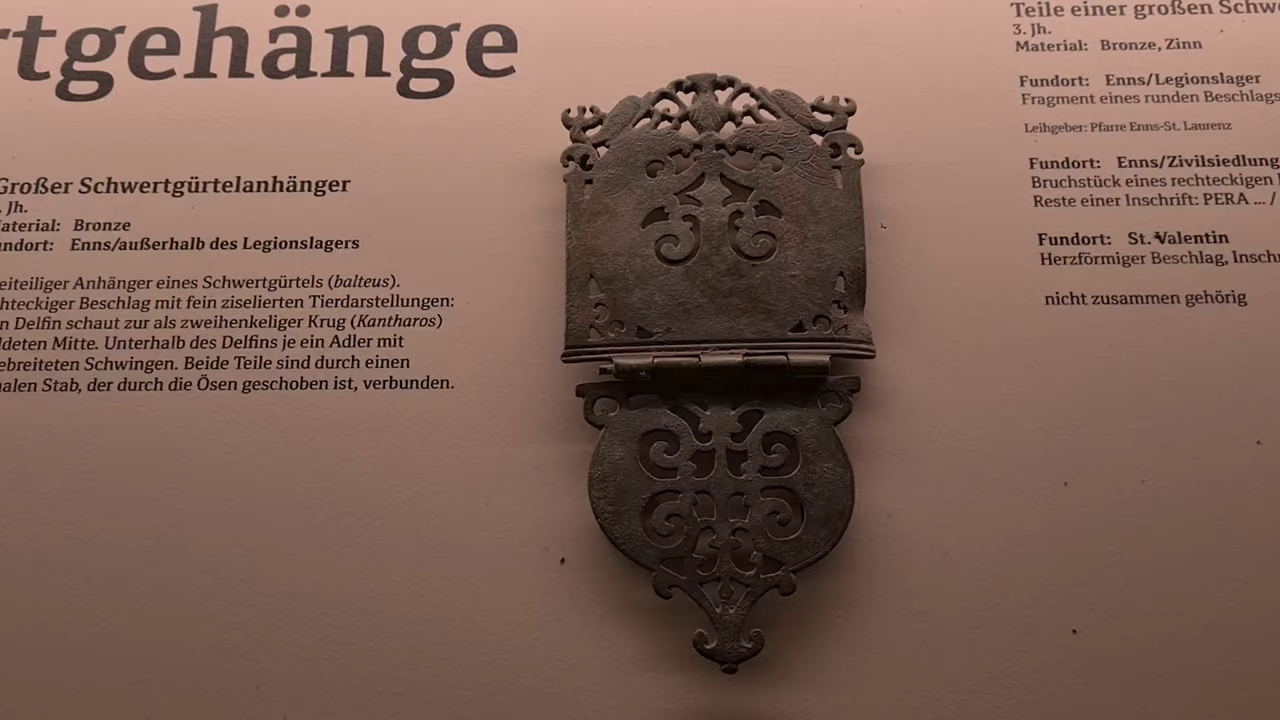 rtgehänge
Großer Schwertgürtelanhänger
. Jh.
aterial: Bronze
undort: Enns/außerhalb des Legionslagers
eiteiliger Anhänger eines Schwertgürtels (balteus).
hteckiger Beschlag mit fein ziselierten Tierdarstellungen:
n Delfin schaut zur als zweihenkeliger Krug (Kantharos)
ldeten Mitte. Unterhalb des Delfins je ein Adler mit
ebreiteten Schwingen. Beide Teile sind durch einen
alen Stab, der durch die Ösen geschoben ist, verbunden.
Teile einer großen Schw
3. Jh.
Material: Bronze, Zinn
Fundort: Enns/Legionslager
Fragment eines runden Beschlags
Leihgeber: Pfarre Enns-St. Laurenz
Fundort: Enns/Zivilsiedlung
Bruchstück eines rechteckigen
Reste einer Inschrift: PERA ... /
Fundort: St. Valentin
Herzförmiger Beschlag, Insch
nicht zusammen gehörig